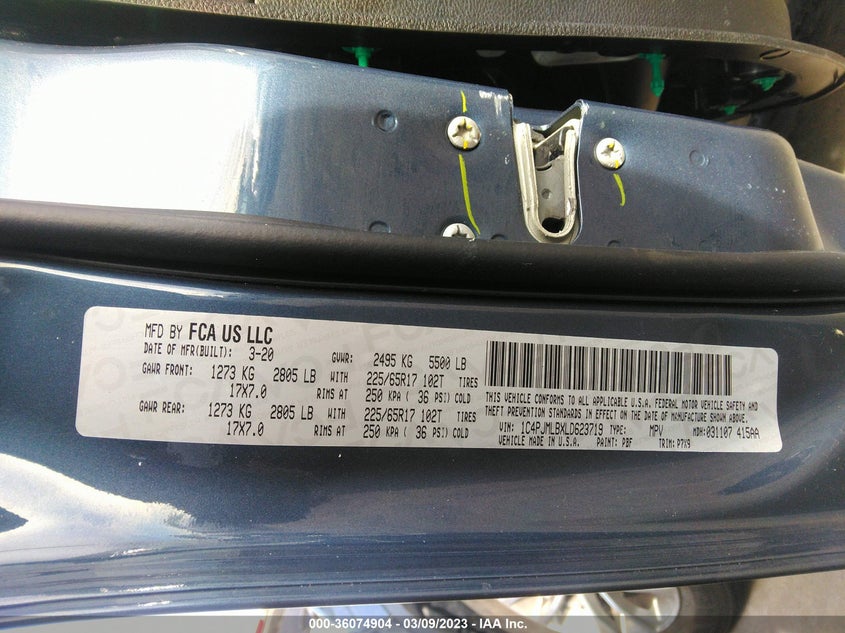 MFD BY FCA US LLC
DATE OF MFR(BUILT): 3-20 GVWR: 2495 KG 5500 LB
GAWR FRONT: 1273 KG 2805 LB WITH 225/65R17 102T TIRES
17X7.0 RIMS AT 250 KPA ( 36 PSI) COLD
GAWR REAR: 1273 KG 2805 LB WITH 225/65R17 102T TIRES
17X7.0 RIMS AT 250 KPA ( 36 PSI) COLD
THIS VEHICLE CONFORMS TO ALL APPLICABLE U.S.A. FEDERAL MOTOR VEHICLE SAFETY AND
THEFT PREVENTION STANDARDS IN EFFECT ON THE DATE OF MANUFACTURE SHOWN ABOVE.
VIN: 1C4PJMLBXLD623719 TYPE: MPV MDH: 031107 415AA
VEHICLE MADE IN U.S.A. PAINT: PBF TRIM: P7X9
000-36074904 — 03/09/2023 — IAA Inc.